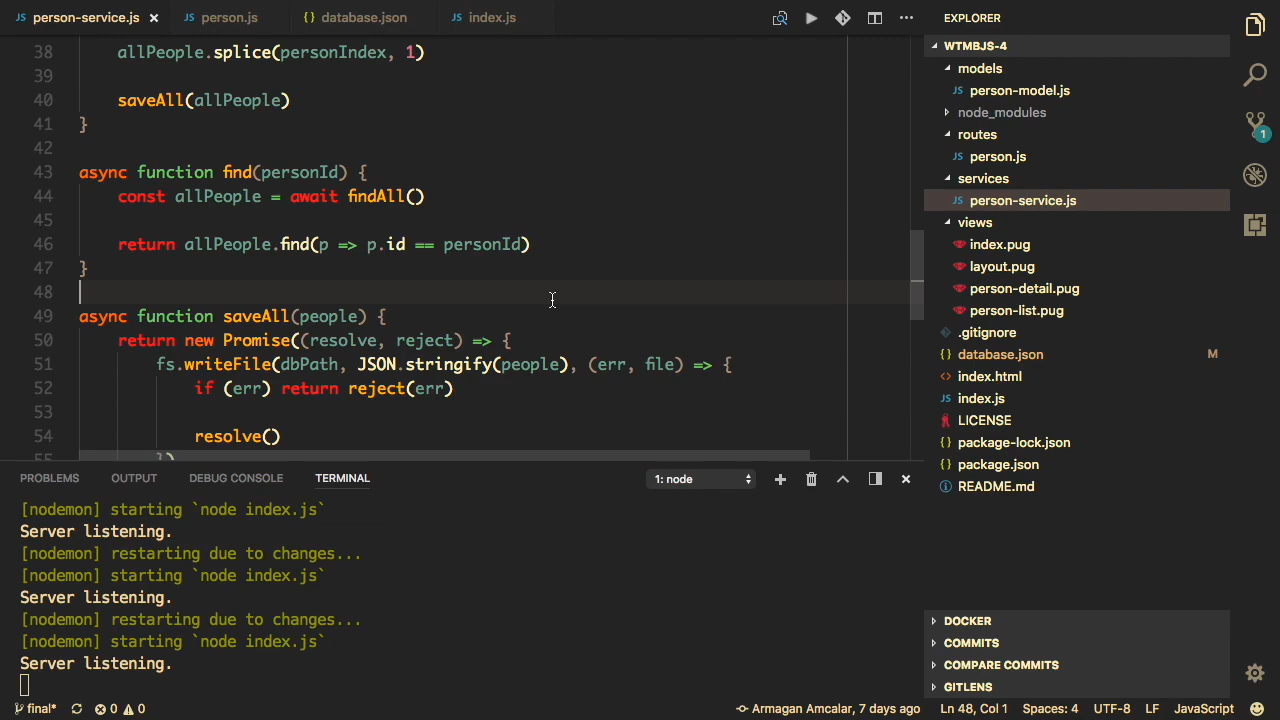 person-service.js
person.js
database.json
index.js
38 allPeople.splice(personIndex, 1)
39
40 saveAll(allPeople)
41 }
42
43 async function find(personId) {
44 const allPeople = await findAll()
45
46 return allPeople.find(p => p.id == personId)
47 }
48
49 async function saveAll(people) {
50 return new Promise((resolve, reject) => {
51 fs.writeFile(dbPath, JSON.stringify(people), (err, file) => {
52 if (err) return reject(err)
53
54 resolve()
55 })
PROBLEMS
OUTPUT
DEBUG CONSOLE
TERMINAL
1: node
[nodemon] starting `node index.js`
Server listening.
[nodemon] restarting due to changes...
[nodemon] starting `node index.js`
Server listening.
[nodemon] restarting due to changes...
[nodemon] starting `node index.js`
Server listening.
EXPLORER
WTMBJS-4
models
JS person-model.js
node_modules
routes
JS person.js
services
JS person-service.js
views
index.pug
layout.pug
person-detail.pug
person-list.pug
.gitignore
{} database.json M
<> index.html
JS index.js
LICENSE
{} package-lock.json
{} package.json
README.md
DOCKER
COMMITS
COMPARE COMMITS
GITLENS
1
final*
0
0
Armagan Amcalar, 7 days ago
Ln 48, Col 1
Spaces: 4
UTF-8
LF
JavaScript